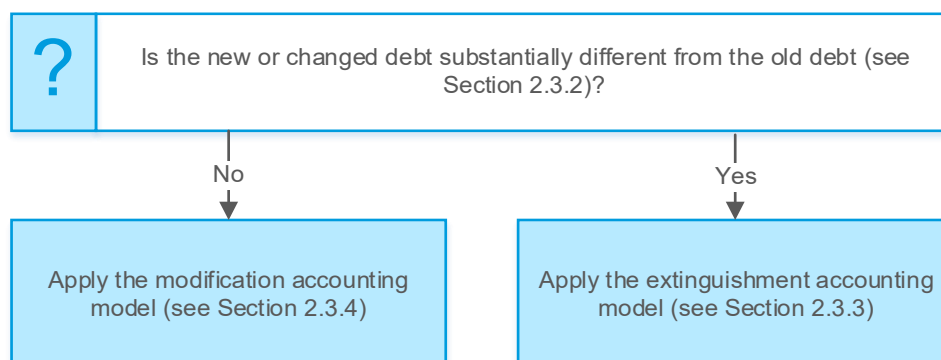 ?
Is the new or changed debt substantially different from the old debt (see
Section 2.3.2)?
No
Yes
Apply the modification accounting
model (see Section 2.3.4)
Apply the extinguishment accounting
model (see Section 2.3.3)